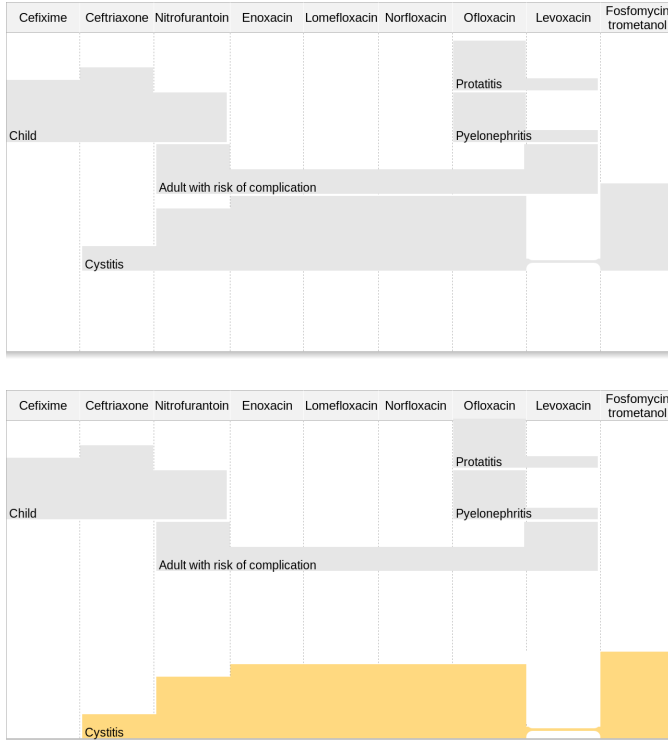 Cefixime Ceftriaxone Nitrofurantoin Enoxacin Lomefloxacin Norfloxacin Ofloxacin Levoxacin Fosfomycin trometanol
Protatitis
Child
Pyelonephritis
Adult with risk of complication
Cystitis
Cefixime Ceftriaxone Nitrofurantoin Enoxacin Lomefloxacin Norfloxacin Ofloxacin Levoxacin Fosfomycin trometanol
Protatitis
Child
Pyelonephritis
Adult with risk of complication
Cystitis